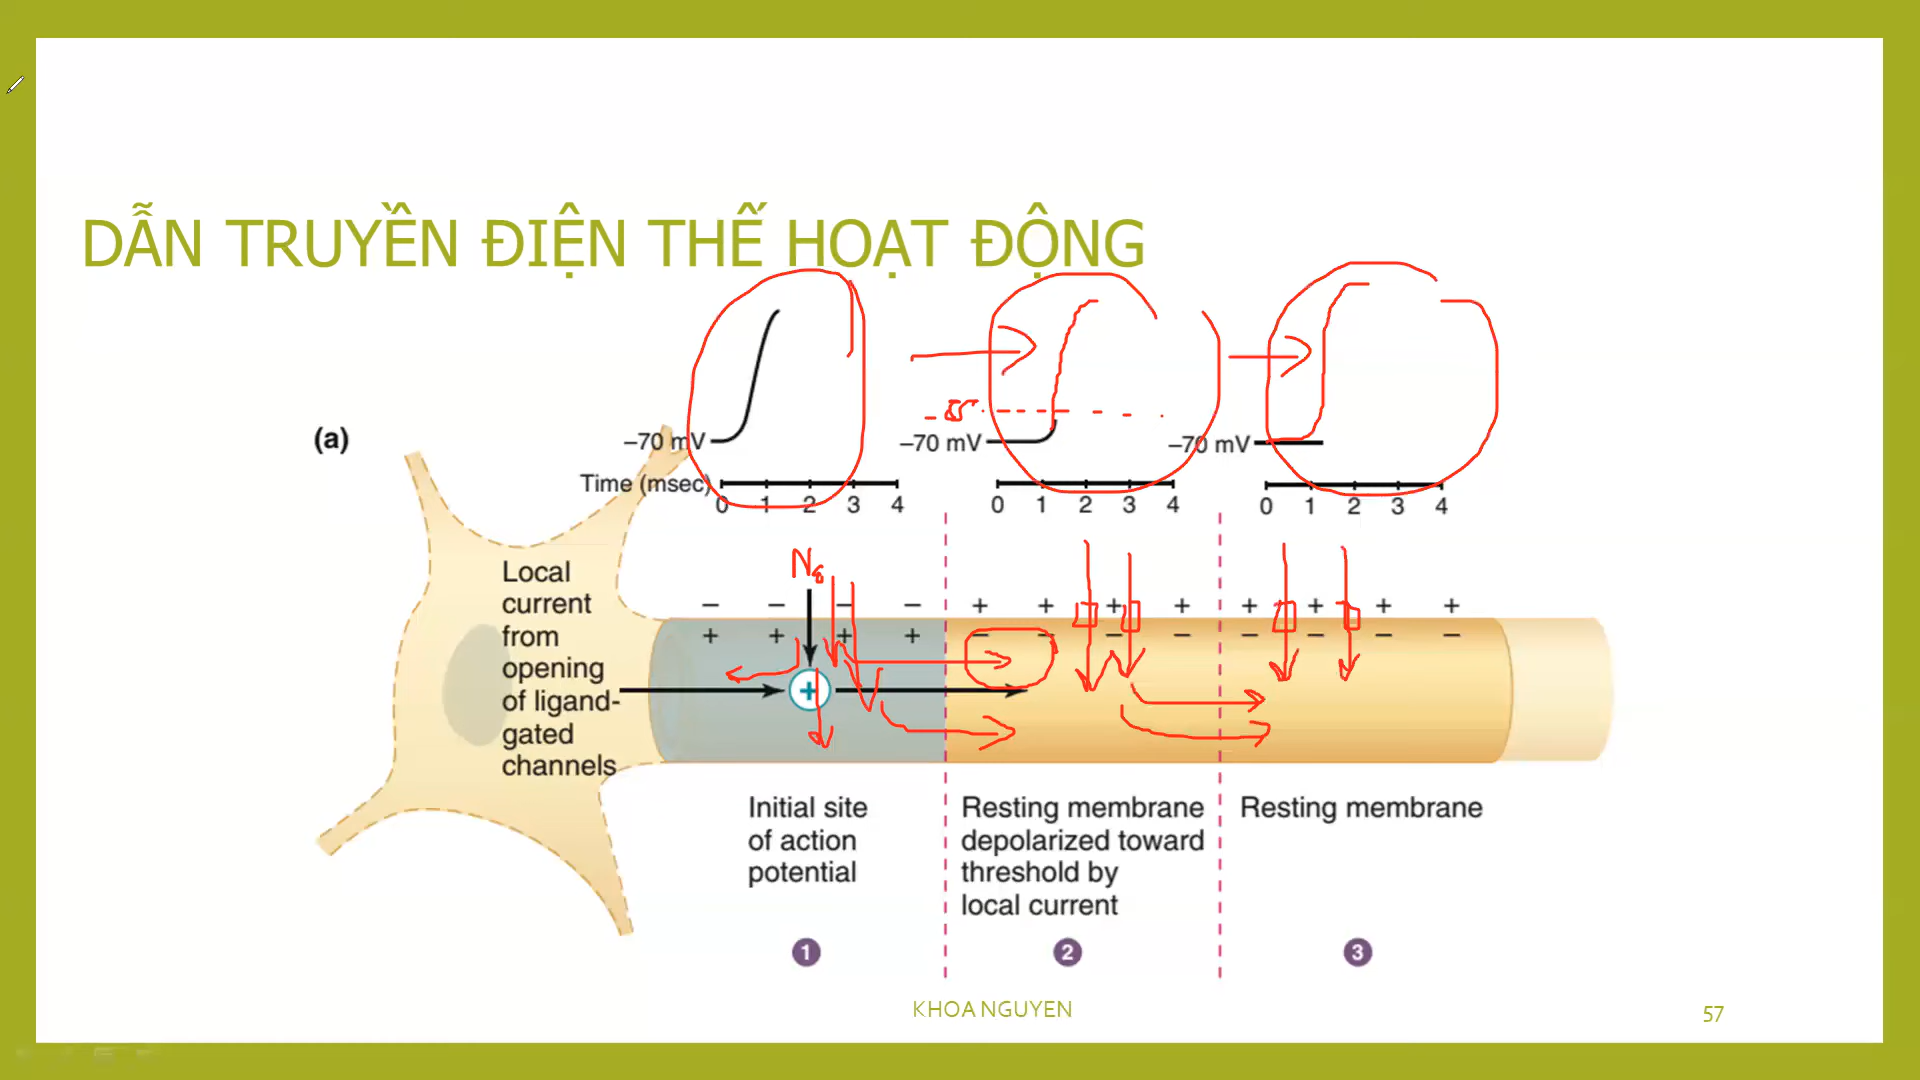 DẪN TRUYỀN ĐIỆN THẾ HOẠT ĐỘNG
(a)
–70 mV
–70 mV
–70 mV
Time (msec)
0 1 2 3 4
0 1 2 3 4
0 1 2 3 4
Local
current
from
opening
of ligand-
gated
channels
– – – –
+ + + +
+ + + +
– – – –
+ + + +
– – – –
+
Initial site
of action
potential
1
Resting membrane
depolarized toward
threshold by
local current
2
Resting membrane
3
KHOA NGUYEN
57